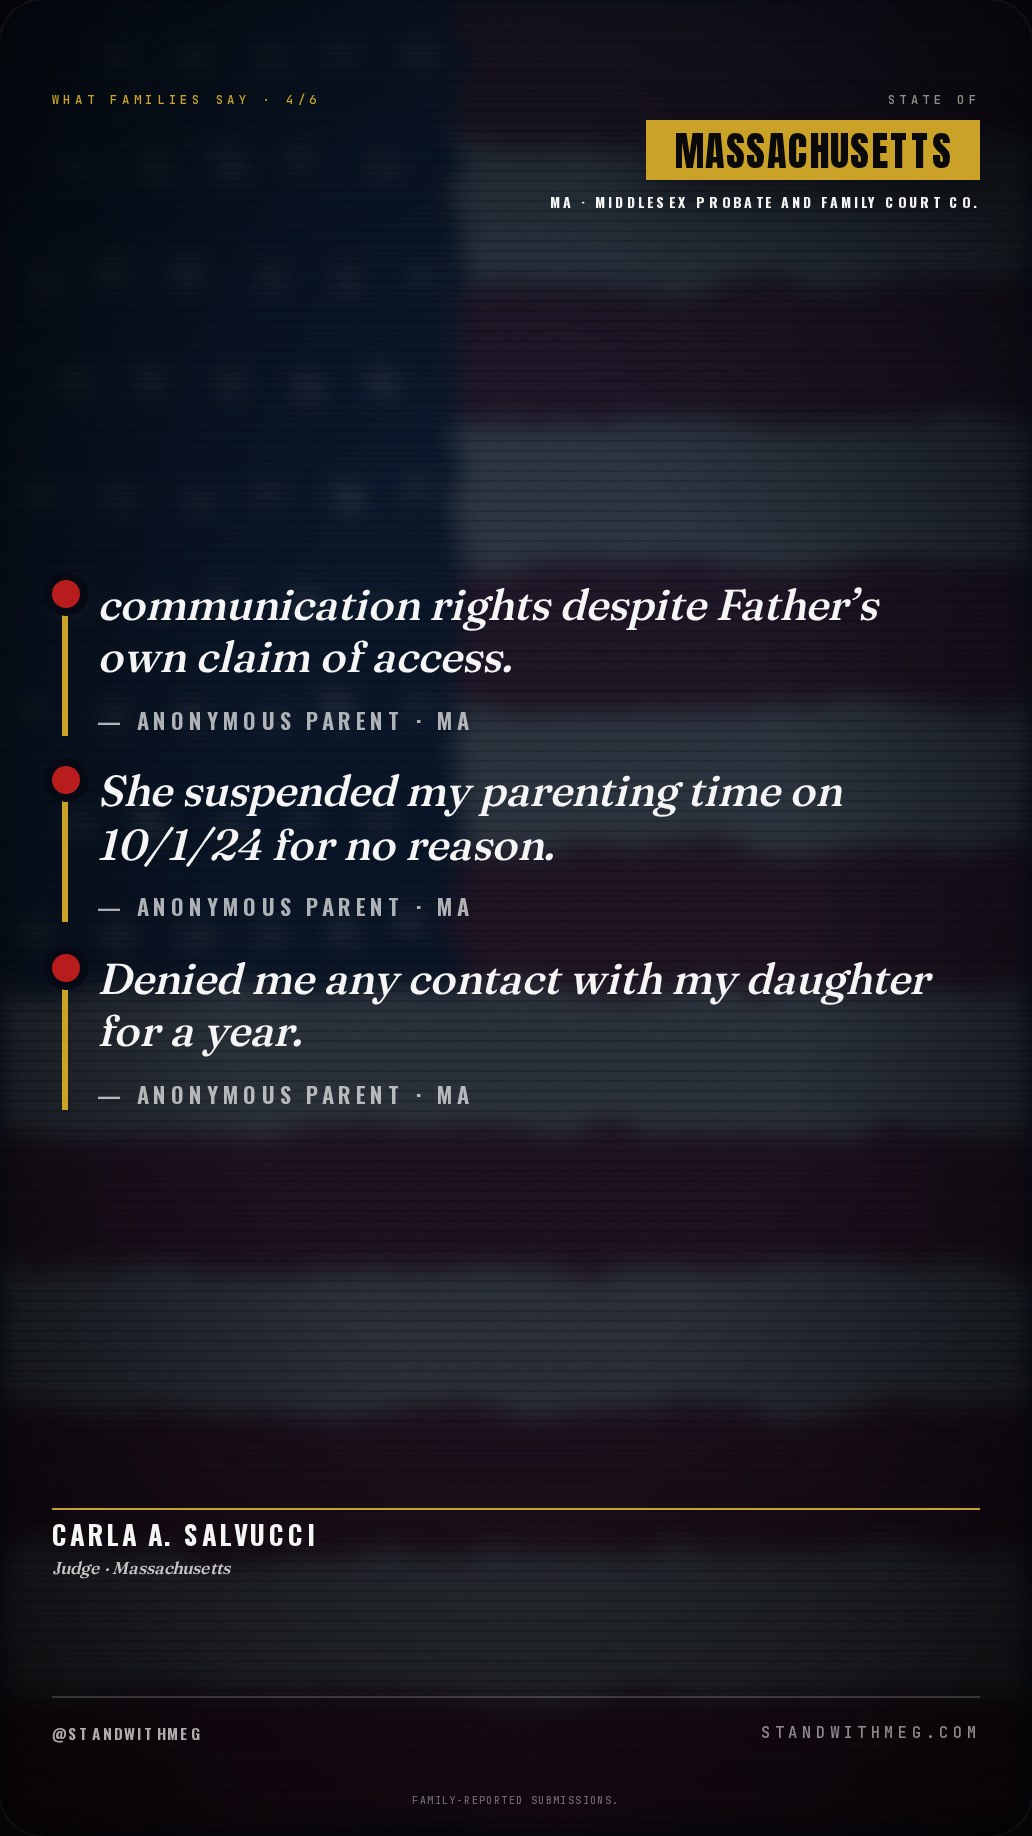 WHAT FAMILIES SAY · 4/6
STATE OF
MASSACHUSETTS
MA · MIDDLESEX PROBATE AND FAMILY COURT CO.
communication rights despite Father’s
own claim of access.
— ANONYMOUS PARENT · MA
She suspended my parenting time on
10/1/24 for no reason.
— ANONYMOUS PARENT · MA
Denied me any contact with my daughter
for a year.
— ANONYMOUS PARENT · MA
CARLA A. SALVUCCI
Judge · Massachusetts
@STANDWITHMEG
STANDWITHMEG.COM
FAMILY-REPORTED SUBMISSIONS.